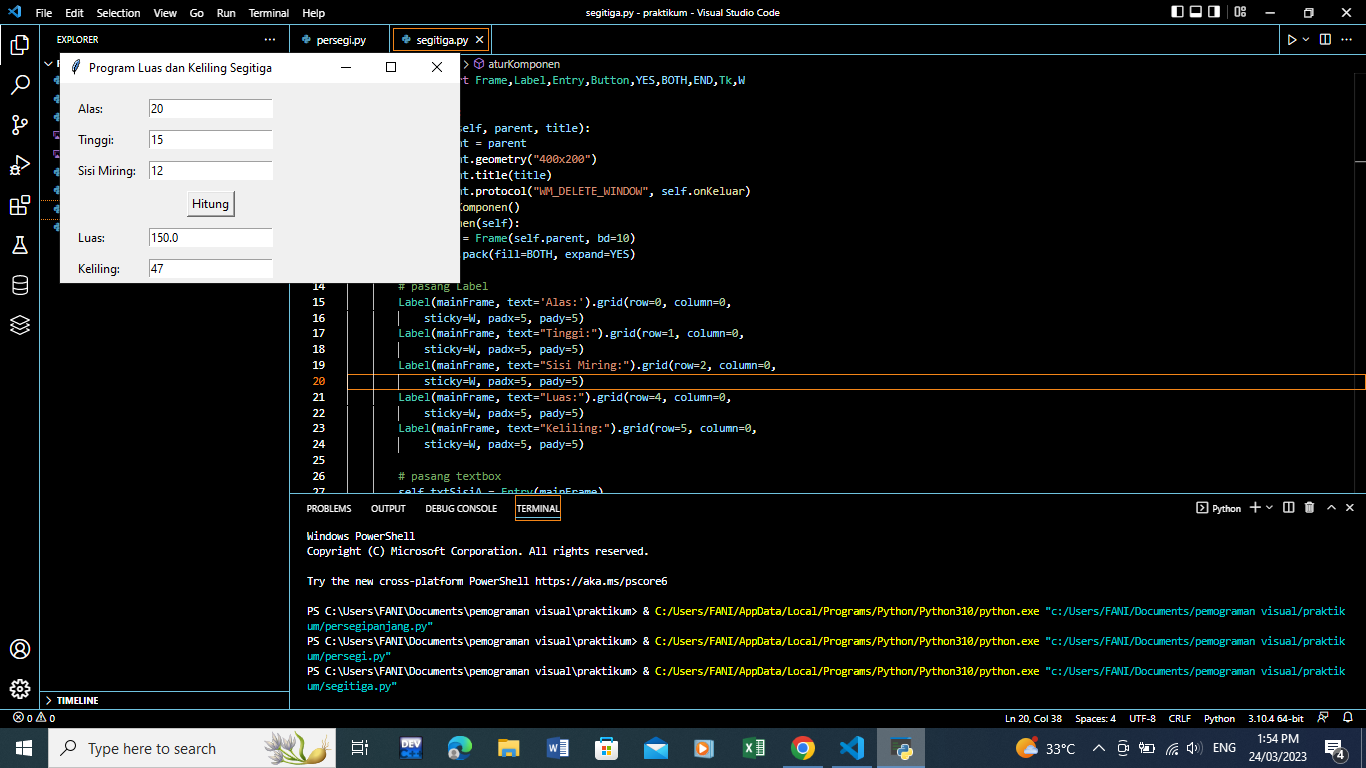 File Edit Selection View Go Run Terminal Help
segitiga.py - praktikum - Visual Studio Code
EXPLORER
persegi.py
segitiga.py
Program Luas dan Keliling Segitiga
Alas: 20
Tinggi: 15
Sisi Miring: 12
Hitung
Luas: 150.0
Keliling: 47
> aturKomponen
rt Frame,Label,Entry,Button,YES,BOTH,END,Tk,W
elf, parent, title):
nt = parent
nt.geometry("400x200")
nt.title(title)
nt.protocol("WM_DELETE_WINDOW", self.onKeluar)
Komponen()
nen(self):
= Frame(self.parent, bd=10)
.pack(fill=BOTH, expand=YES)
14 # pasang Label
15 Label(mainFrame, text='Alas:').grid(row=0, column=0,
16 sticky=W, padx=5, pady=5)
17 Label(mainFrame, text="Tinggi:").grid(row=1, column=0,
18 sticky=W, padx=5, pady=5)
19 Label(mainFrame, text="Sisi Miring:").grid(row=2, column=0,
20 sticky=W, padx=5, pady=5)
21 Label(mainFrame, text="Luas:").grid(row=4, column=0,
22 sticky=W, padx=5, pady=5)
23 Label(mainFrame, text="Keliling:").grid(row=5, column=0,
24 sticky=W, padx=5, pady=5)
25
26 # pasang textbox
27 self.txtSisiA = Entry(mainFrame)
PROBLEMS OUTPUT DEBUG CONSOLE TERMINAL
Python
Windows PowerShell
Copyright (C) Microsoft Corporation. All rights reserved.
Try the new cross-platform PowerShell https://aka.ms/pscore6
PS C:\Users\FANI\Documents\pemograman visual\praktikum> & C:/Users/FANI/AppData/Local/Programs/Python/Python310/python.exe "c:/Users/FANI/Documents/pemograman visual/praktik
um/persegipanjang.py"
PS C:\Users\FANI\Documents\pemograman visual\praktikum> & C:/Users/FANI/AppData/Local/Programs/Python/Python310/python.exe "c:/Users/FANI/Documents/pemograman visual/praktik
um/persegi.py"
PS C:\Users\FANI\Documents\pemograman visual\praktikum> & C:/Users/FANI/AppData/Local/Programs/Python/Python310/python.exe "c:/Users/FANI/Documents/pemograman visual/praktik
um/segitiga.py"
TIMELINE
0 0
Ln 20, Col 38 Spaces: 4 UTF-8 CRLF Python 3.10.4 64-bit
Type here to search
DEV
33°C
ENG
1:54 PM
24/03/2023
4